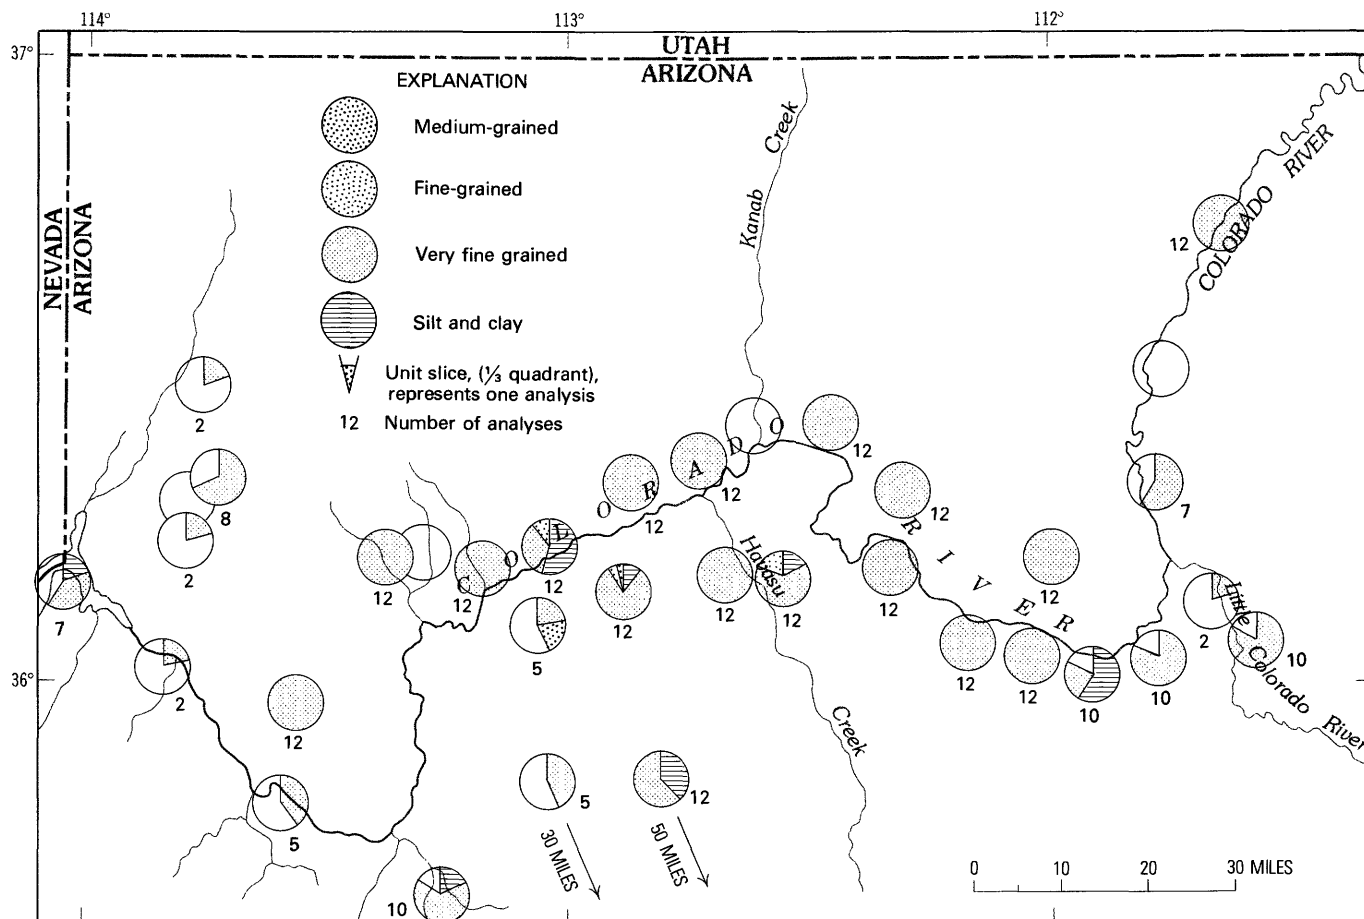 114°
113°
112°
37°
UTAH
ARIZONA
NEVADA
ARIZONA
EXPLANATION
Medium-grained
Fine-grained
Very fine grained
Silt and clay
Unit slice, (⅓ quadrant),
represents one analysis
12 Number of analyses
Kanab Creek
COLORADO RIVER
12
2
8
2
7
2
12
5
10
12
12
12
5
12
12
12
12
12
12
12
12
12
12
12
10
10
7
2
10
COLORADO RIVER
Havasu Creek
Little Colorado River
36°
5
30 MILES
12
50 MILES
0 10 20 30 MILES